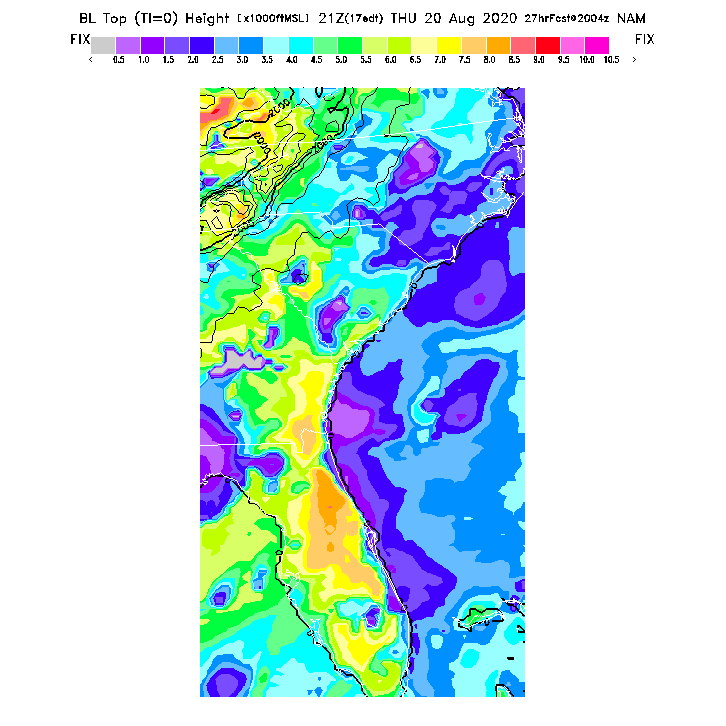 BL Top (TI=0) Height [x1000ftMSL] 21Z(17edt) THU 20 Aug 2020 27hrFcst@2004z NAM
FIX FIX
< 0.5 1.0 1.5 2.0 2.5 3.0 3.5 4.0 4.5 5.0 5.5 6.0 6.5 7.0 7.5 8.0 8.5 9.0 9.5 10.0 10.5 >
2000
2000